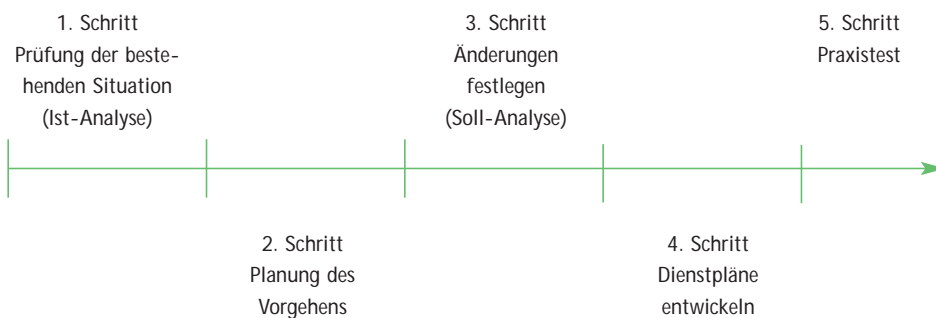 1. Schritt
Prüfung der beste-
henden Situation
(Ist-Analyse)
2. Schritt
Planung des
Vorgehens
3. Schritt
Änderungen
festlegen
(Soll-Analyse)
4. Schritt
Dienstpläne
entwickeln
5. Schritt
Praxistest